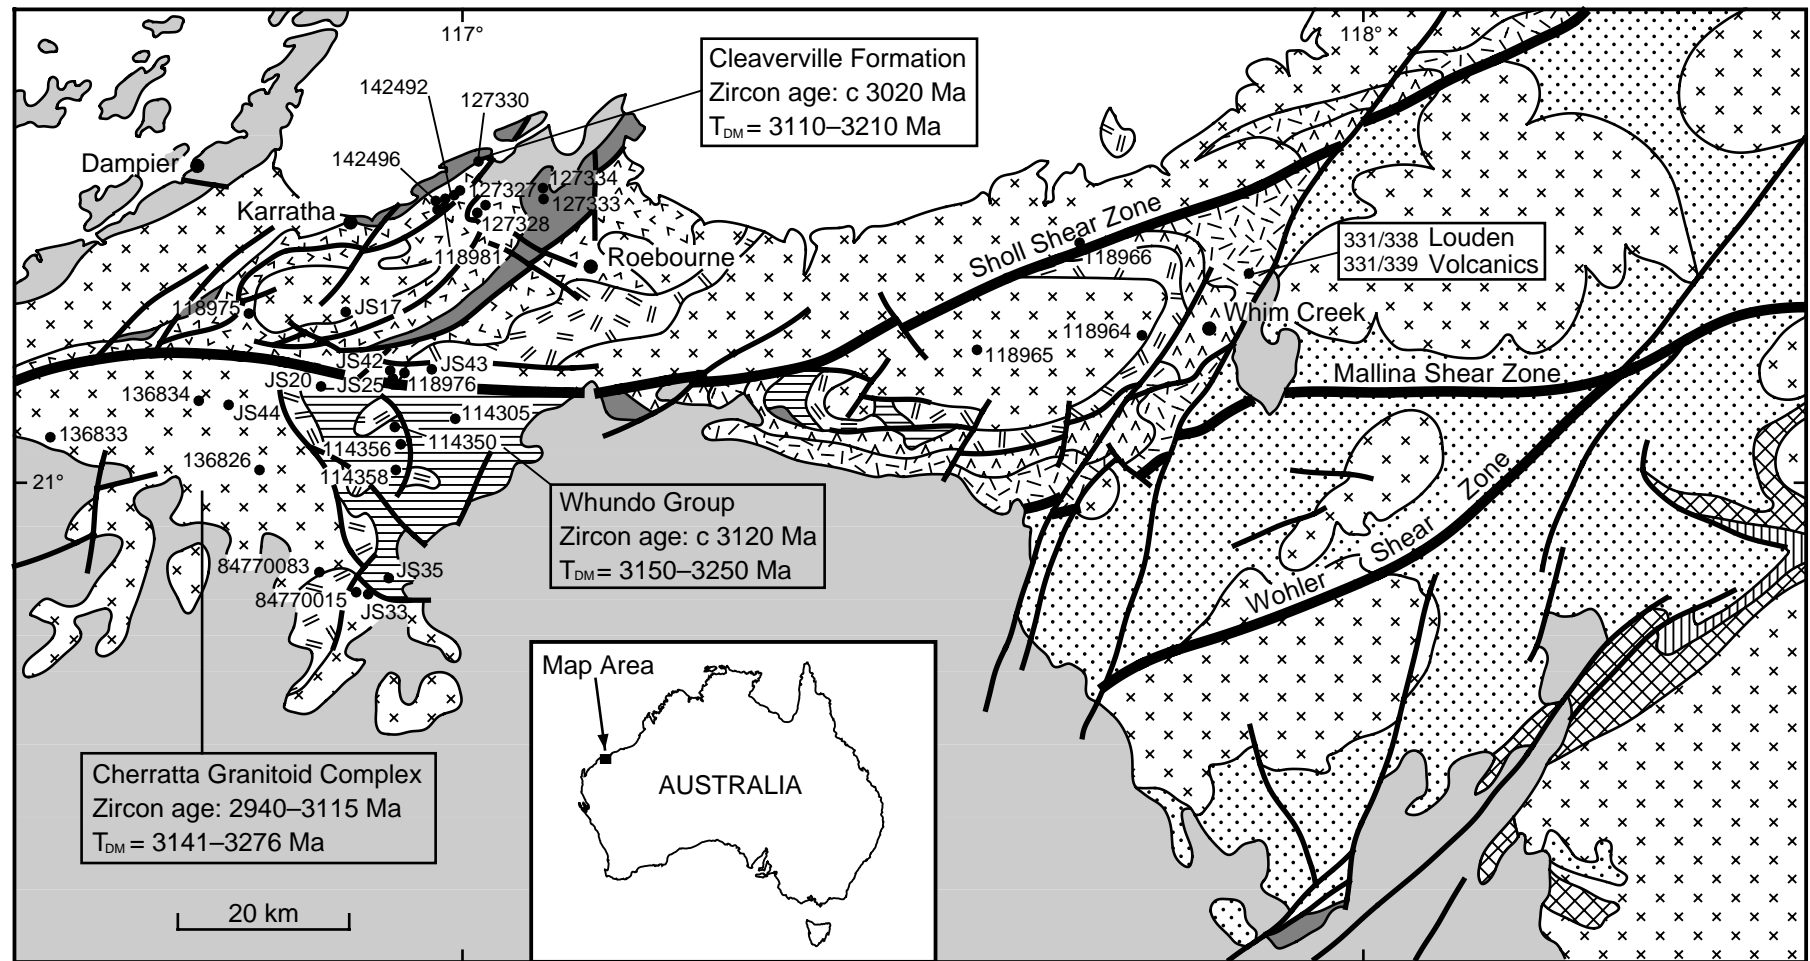 117°
118°
Cleaverville Formation
Zircon age: c 3020 Ma
TDM = 3110–3210 Ma
142492
127330
142496
Dampier
127334
127327
127333
Karratha
127328
118981
Roebourne
Sholl Shear Zone
118966
331/338 Louden
331/339 Volcanics
118975
JS17
Whim Creek
118964
118965
JS42
JS43
JS20
JS25
118976
Mallina Shear Zone
136834
JS44
114305
136833
114356
114350
136826
114358
21°
Whundo Group
Zircon age: c 3120 Ma
TDM = 3150–3250 Ma
Wohler Shear Zone
84770083
JS35
84770015
JS33
Map Area
AUSTRALIA
Cherratta Granitoid Complex
Zircon age: 2940–3115 Ma
TDM = 3141–3276 Ma
20 km